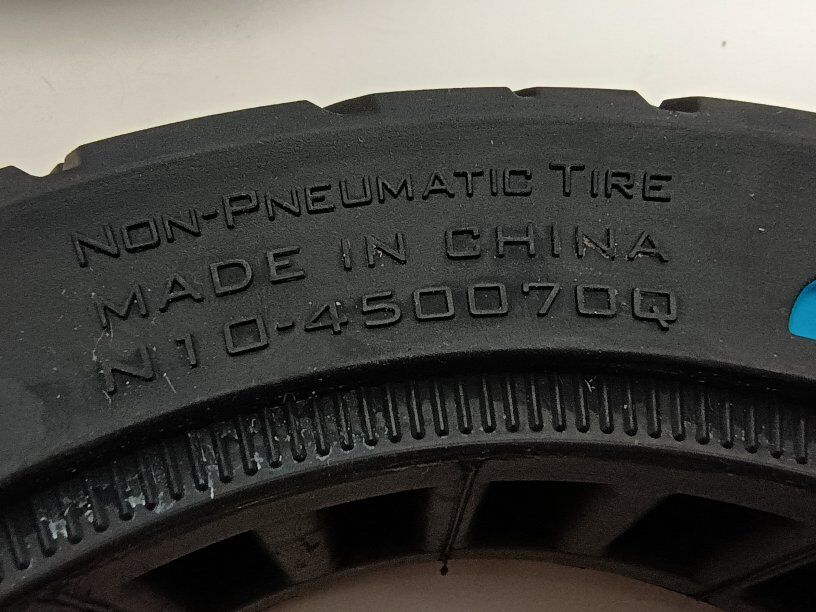 NON-PNEUMATIC TIRE
MADE IN CHINA
N10-450070Q